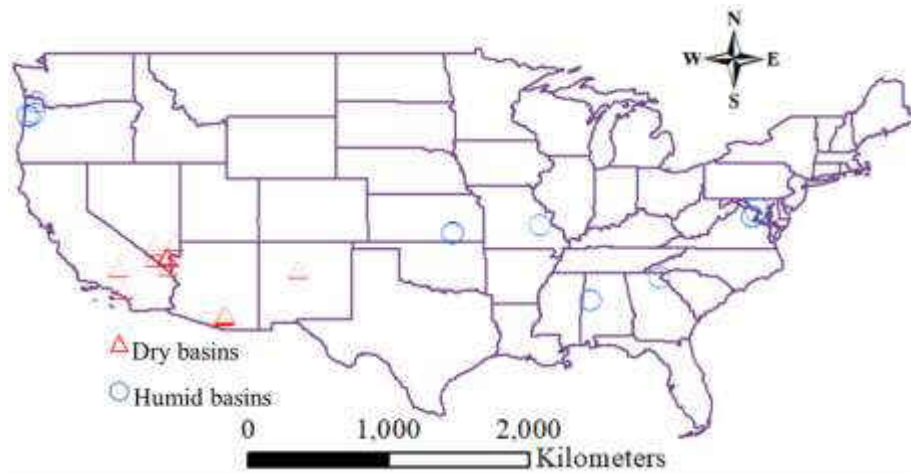 N
W E
S
Dry basins
Humid basins
0 1,000 2,000
Kilometers